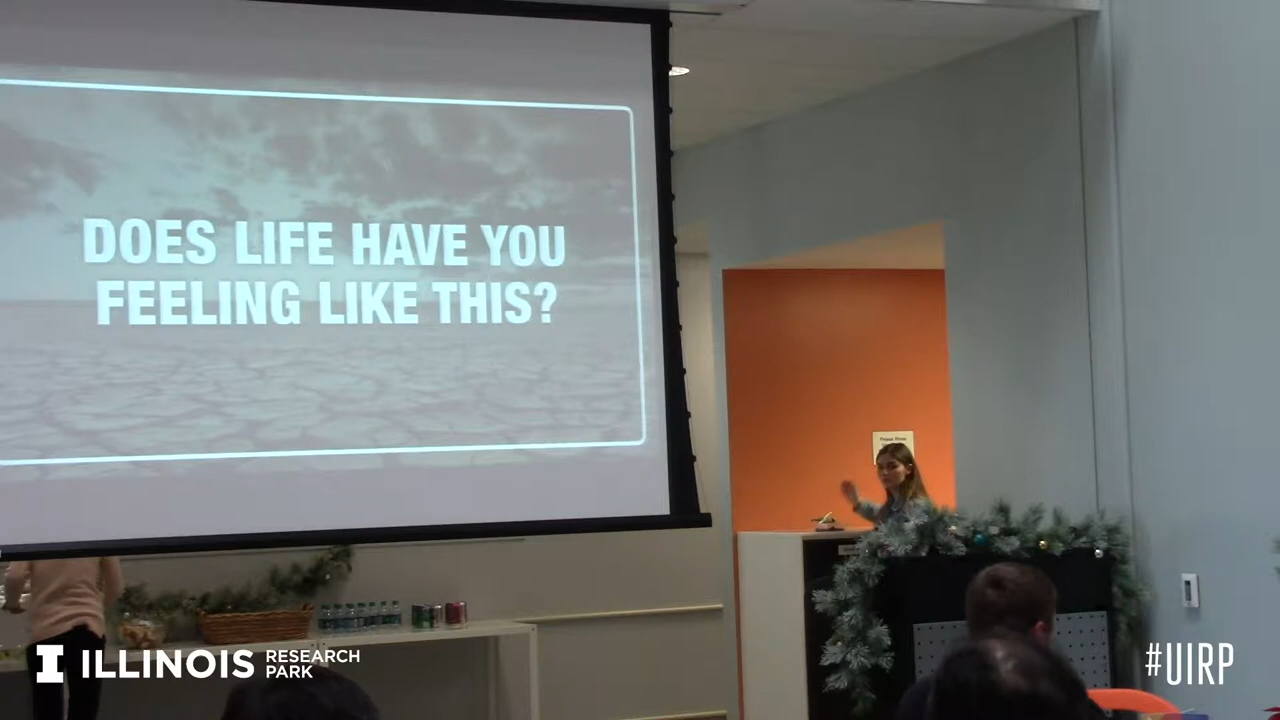 DOES LIFE HAVE YOU
FEELING LIKE THIS?
ILLINOIS RESEARCH
PARK
#UIRP